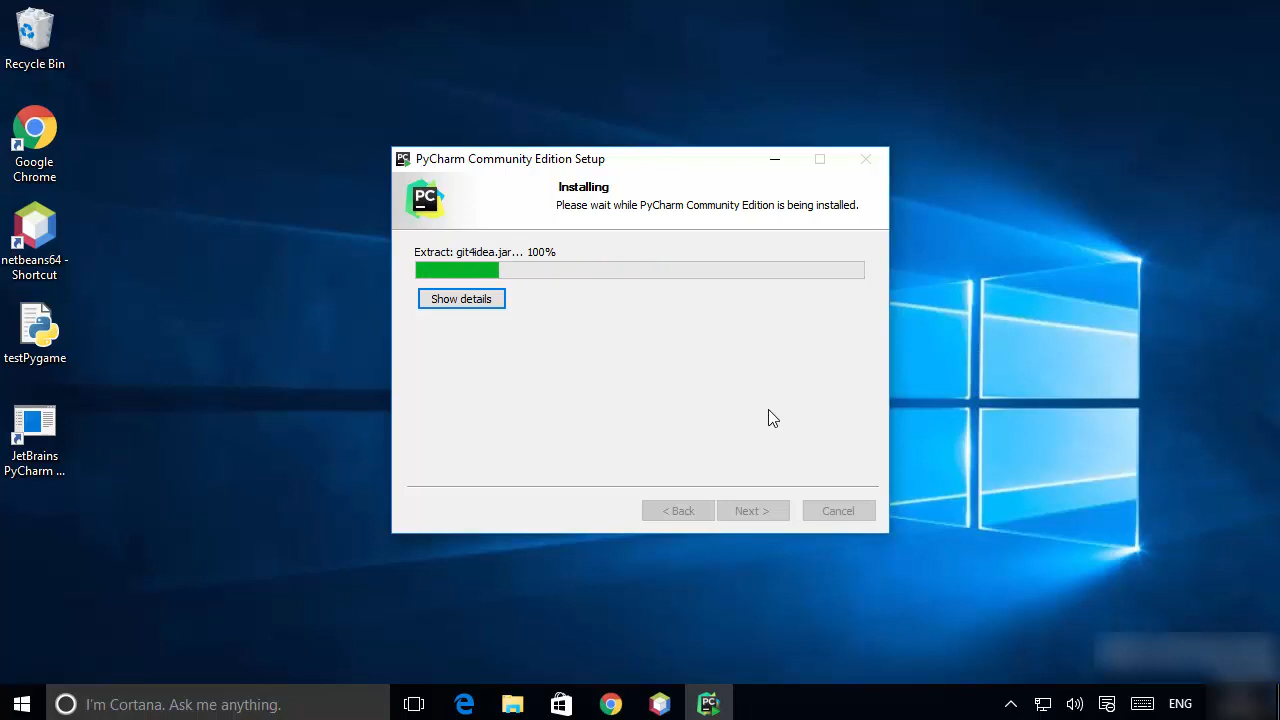 Recycle Bin
Google
Chrome
netbeans64 -
Shortcut
testPygame
JetBrains
PyCharm ...
PC PyCharm Community Edition Setup
PC
Installing
Please wait while PyCharm Community Edition is being installed.
Extract: git4idea.jar... 100%
Show details
< Back
Next >
Cancel
I'm Cortana. Ask me anything.
PC
ENG